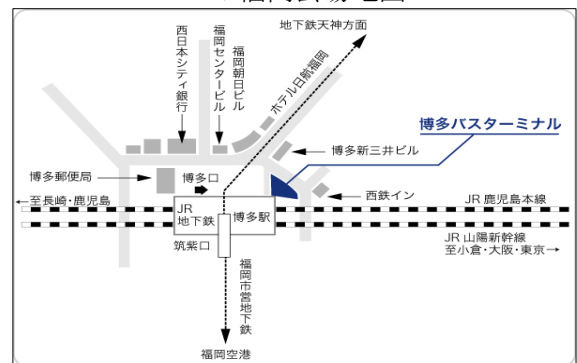 地下鉄天神方面
西日本シティ銀行
福岡センタービル
福岡朝日ビル
ホテル日航福岡
博多バスターミナル
博多新三井ビル
博多郵便局
博多口
西鉄イン
←至長崎・鹿児島
JR
地下鉄
博多駅
JR 鹿児島本線
筑紫口
JR 山陽新幹線
至小倉・大阪・東京→
福岡市営地下鉄
福岡空港